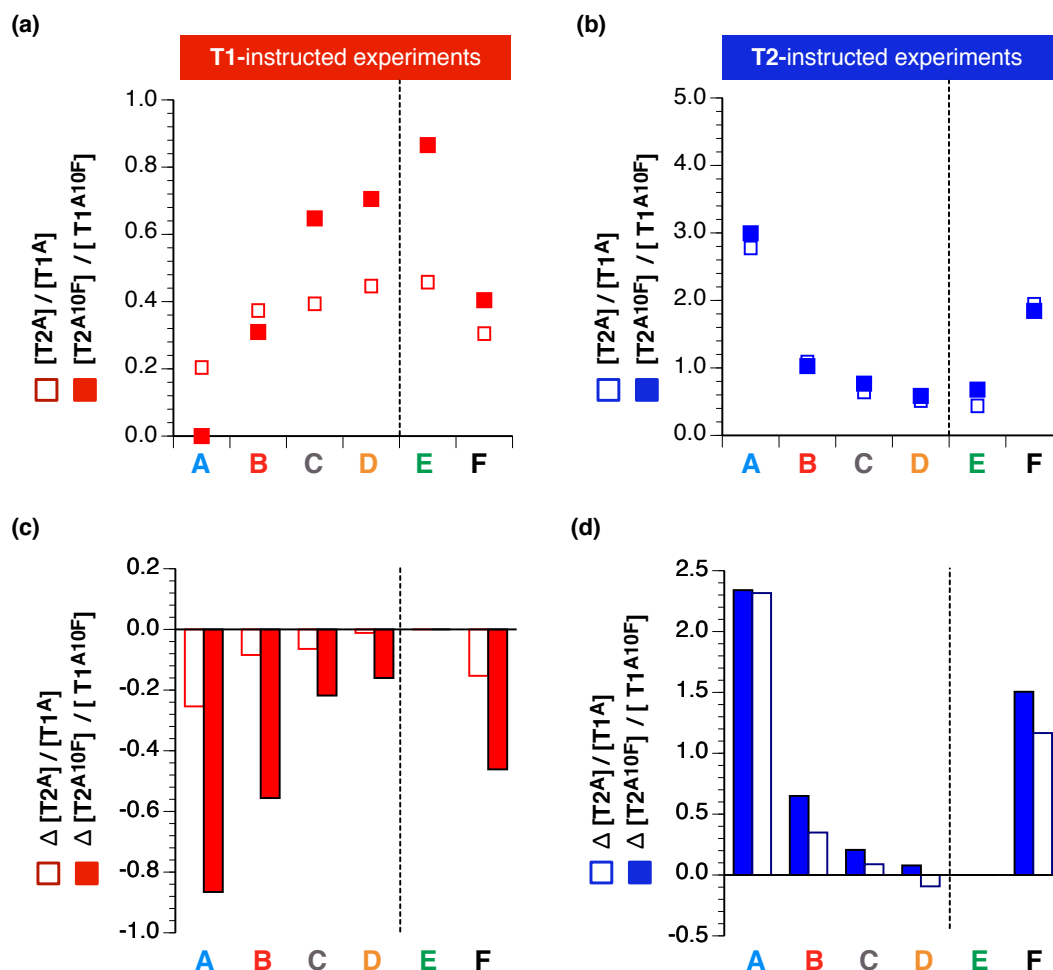 (a)
T1-instructed experiments
1.0
0.8
0.6
0.4
0.2
0.0
[T2A] / [T1A]
[T2A10F] / [T1A10F]
A B C D E F
(b)
T2-instructed experiments
5.0
4.0
3.0
2.0
1.0
0.0
[T2A] / [T1A]
[T2A10F] / [T1A10F]
A B C D E F
(c)
0.2
0.0
-0.2
-0.4
-0.6
-0.8
-1.0
Δ [T2A] / [T1A]
Δ [T2A10F] / [T1A10F]
A B C D E F
(d)
2.5
2.0
1.5
1.0
0.5
0.0
-0.5
Δ [T2A] / [T1A]
Δ [T2A10F] / [T1A10F]
A B C D E F